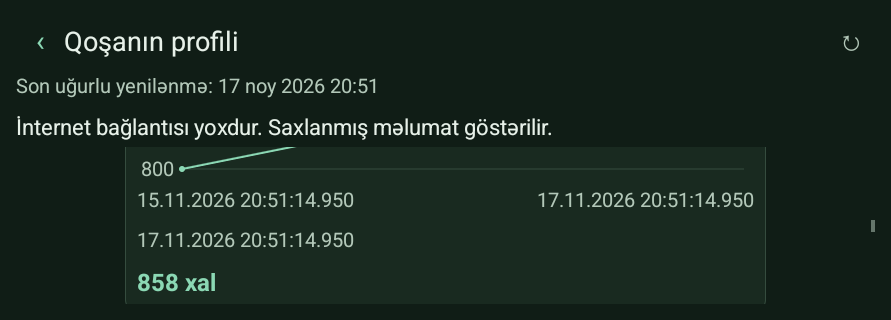 ‹ Qoşanın profili ↻
Son uğurlu yenilənmə: 17 noy 2026 20:51
İnternet bağlantısı yoxdur. Saxlanmış məlumat göstərilir.
800
15.11.2026 20:51:14.950 17.11.2026 20:51:14.950
17.11.2026 20:51:14.950
858 xal